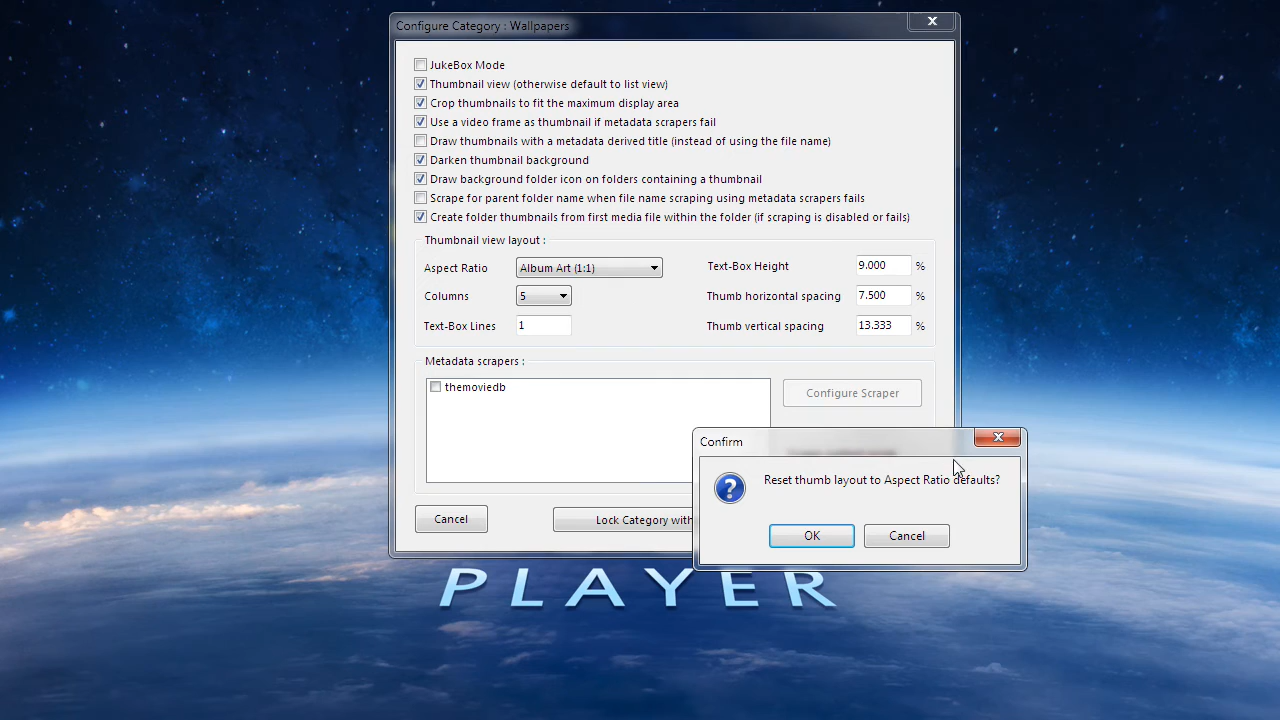 Configure Category : Wallpapers
JukeBox Mode
Thumbnail view (otherwise default to list view)
Crop thumbnails to fit the maximum display area
Use a video frame as thumbnail if metadata scrapers fail
Draw thumbnails with a metadata derived title (instead of using the file name)
Darken thumbnail background
Draw background folder icon on folders containing a thumbnail
Scrape for parent folder name when file name scraping using metadata scrapers fails
Create folder thumbnails from first media file within the folder (if scraping is disabled or fails)
Thumbnail view layout :
Aspect Ratio Album Art (1:1) Text-Box Height 9.000 %
Columns 5 Thumb horizontal spacing 7.500 %
Text-Box Lines 1 Thumb vertical spacing 13.333 %
Metadata scrapers :
themoviedb
Configure Scraper
Confirm
Reset thumb layout to Aspect Ratio defaults?
OK Cancel
Cancel Lock Category with
PLAYER